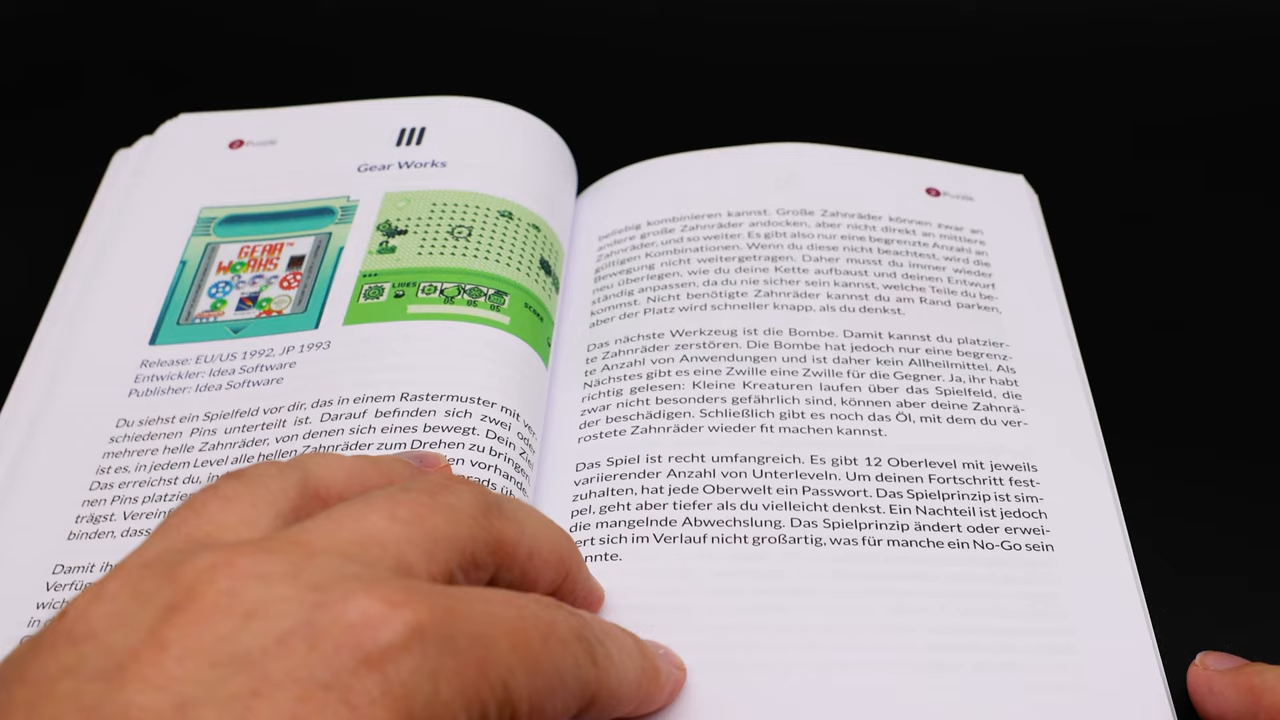 Puzzle
Gear Works
GEAR
WORKS
LIVES
05 05 05
SCORE
Release: EU/US 1992, JP 1993
Entwickler: Idea Software
Publisher: Idea Software
Du siehst ein Spielfeld vor dir, das in einem Rastermuster mit ver-
schiedenen Pins unterteilt ist. Darauf befinden sich zwei oder
mehrere helle Zahnräder, von denen sich eines bewegt. Dein Ziel
ist es, in jedem Level alle hellen Zahnräder zum Drehen zu bringen.
Das erreichst du, in
den vorhande-
nen Pins platzier
trägst. Verein
binden, dass
Damit ih
Puzzle
beliebig kombinieren kannst. Große Zahnräder können zwar an
andere große Zahnräder andocken, aber nicht direkt an mittlere
Zahnräder, und so weiter. Es gibt also nur eine begrenzte Anzahl an
gültigen Kombinationen. Wenn du diese nicht beachtest, wird die
Bewegung nicht weitergetragen. Daher musst du immer wieder
neu überlegen, wie du deine Kette aufbaust und deinen Entwurf
ständig anpassen, da du nie sicher sein kannst, welche Teile du be-
kommst. Nicht benötigte Zahnräder kannst du am Rand parken,
aber der Platz wird schneller knapp, als du denkst.
Das nächste Werkzeug ist die Bombe. Damit kannst du platzier-
te Zahnräder zerstören. Die Bombe hat jedoch nur eine begrenz-
te Anzahl von Anwendungen und ist daher kein Allheilmittel. Als
Nächstes gibt es eine Zwille eine Zwille für die Gegner. Ja, ihr habt
richtig gelesen: Kleine Kreaturen laufen über das Spielfeld, die
zwar nicht besonders gefährlich sind, können aber deine Zahnrä-
der beschädigen. Schließlich gibt es noch das Öl, mit dem du ver-
rostete Zahnräder wieder fit machen kannst.
Das Spiel ist recht umfangreich. Es gibt 12 Oberlevel mit jeweils
variierender Anzahl von Unterleveln. Um deinen Fortschritt fest-
zuhalten, hat jede Oberwelt ein Passwort. Das Spielprinzip ist sim-
pel, geht aber tiefer als du vielleicht denkst. Ein Nachteil ist jedoch
die mangelnde Abwechslung. Das Spielprinzip ändert oder erwei-
ert sich im Verlauf nicht großartig, was für manche ein No-Go sein
nnte.